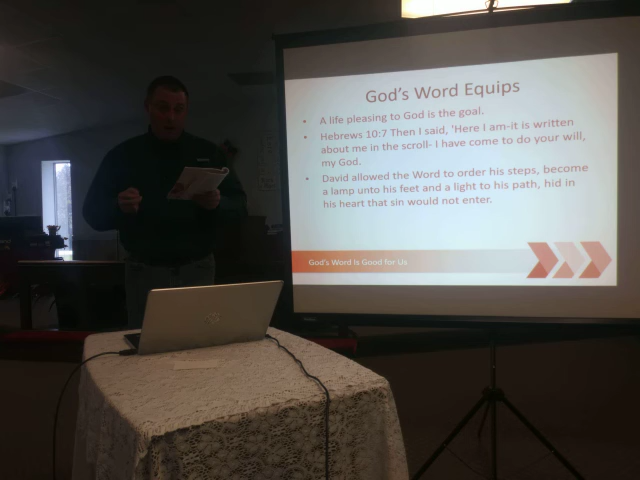 God's Word Equips
• A life pleasing to God is the goal.
• Hebrews 10:7 Then I said, 'Here I am-it is written
about me in the scroll- I have come to do your will,
my God.
• David allowed the Word to order his steps, become
a lamp unto his feet and a light to his path, hid in
his heart that sin would not enter.
God's Word Is Good for Us